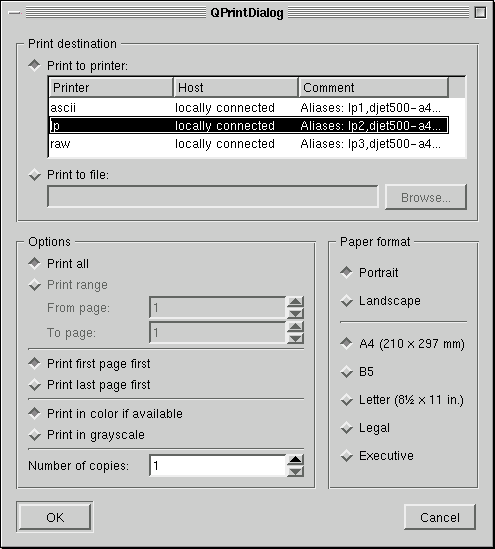 QPrintDialog
Print destination
Print to printer:
Printer Host Comment
ascii locally connected Aliases: lp1,djet500-a4...
lp locally connected Aliases: lp2,djet500-a4...
raw locally connected Aliases: lp3,djet500-a4...
Print to file:
Browse...
Options
Print all
Print range
From page: 1
To page: 1
Print first page first
Print last page first
Print in color if available
Print in grayscale
Number of copies: 1
Paper format
Portrait
Landscape
A4 (210 x 297 mm)
B5
Letter (8½ x 11 in.)
Legal
Executive
OK Cancel